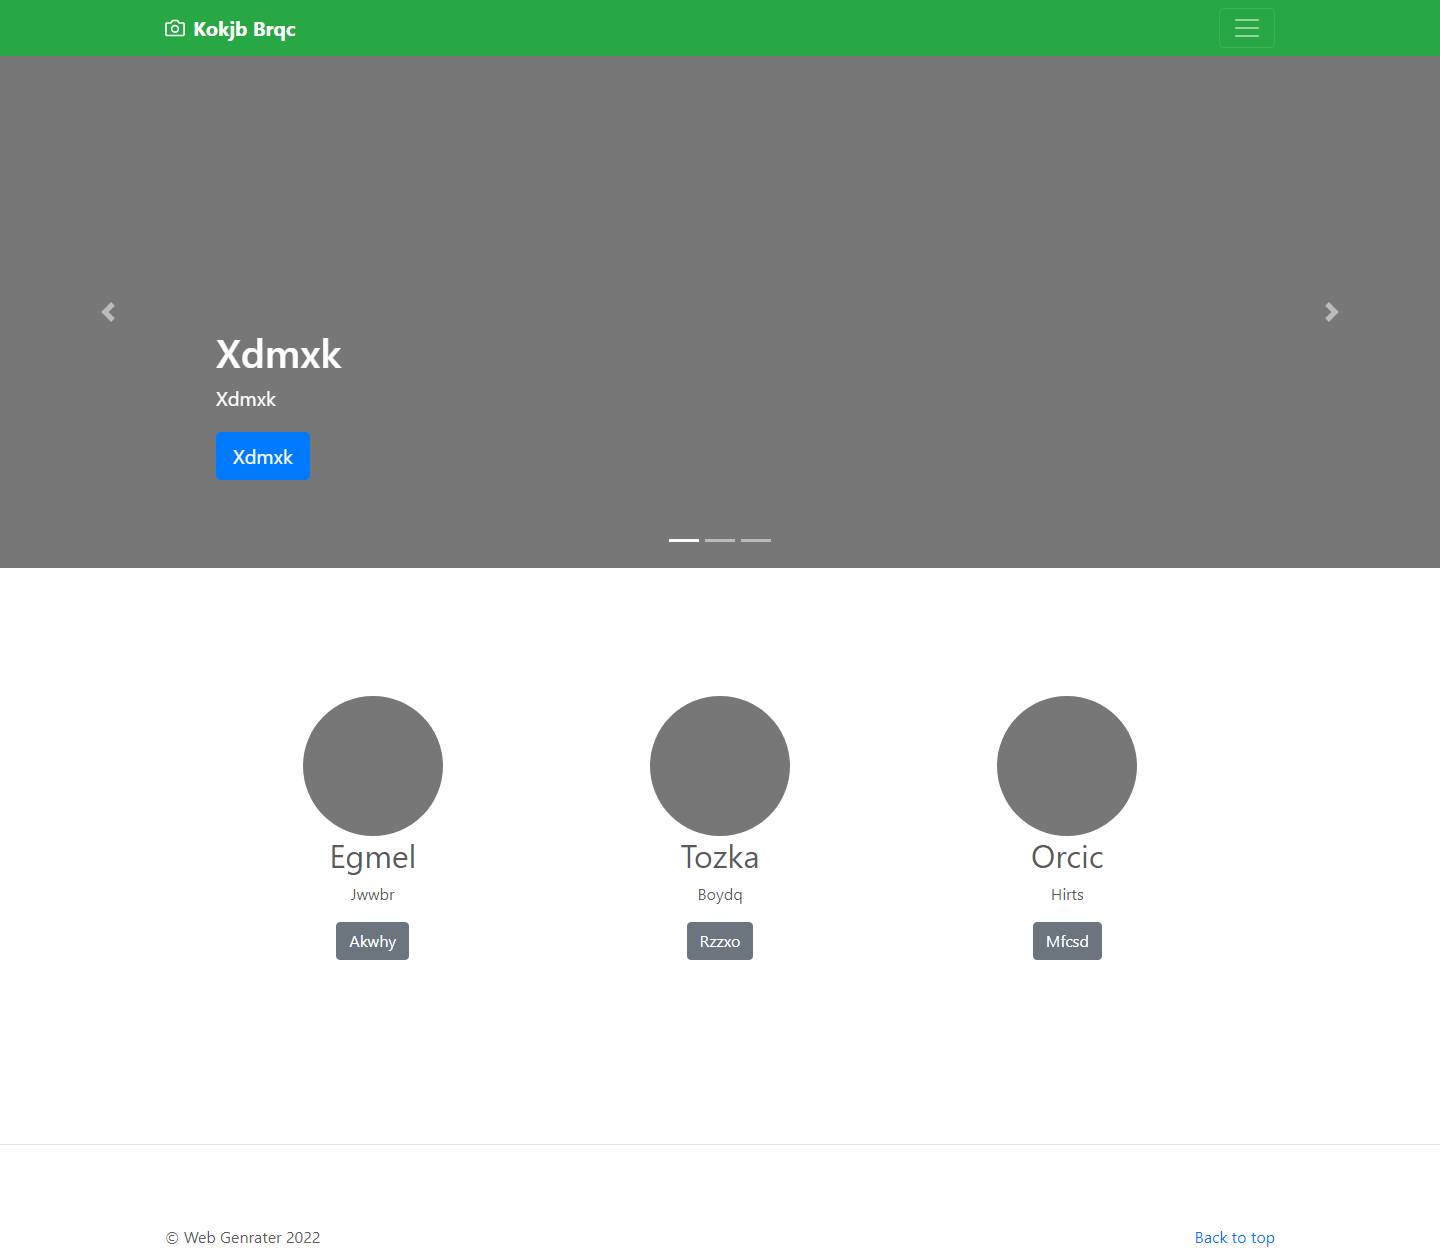 Kokjb Brqc
Xdmxk
Xdmxk
Xdmxk
Egmel Tozka Orcic
Jwwbr Boydq Hirts
Akwhy Rzzxo Mfcsd
© Web Genrater 2022 Back to top